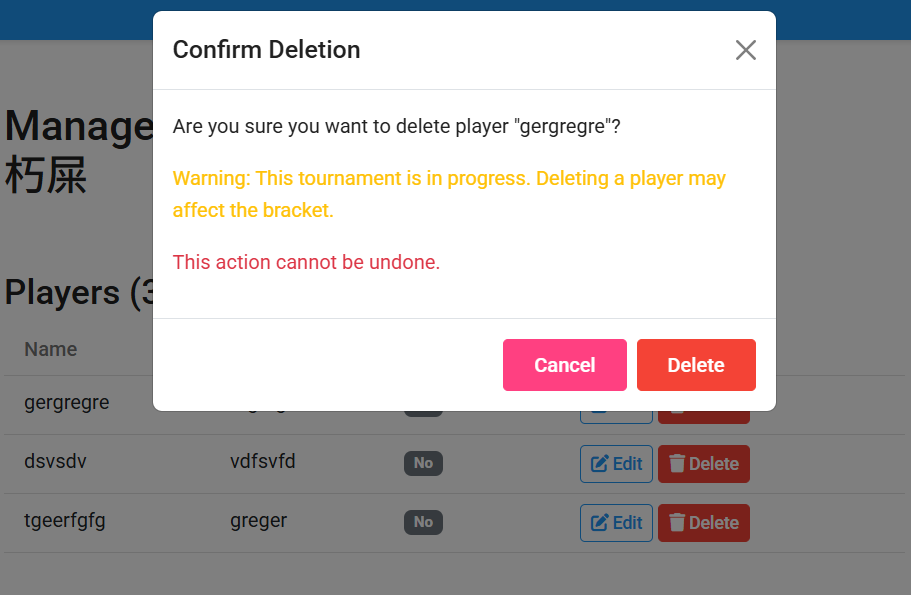 Confirm Deletion
Are you sure you want to delete player "gergregre"?
Warning: This tournament is in progress. Deleting a player may
affect the bracket.
This action cannot be undone.
Cancel
Delete
Manage
朽屎
Players (3
Name
gergregre
dsvsdv vdfsvfd No Edit Delete
tgeerfgfg greger No Edit Delete